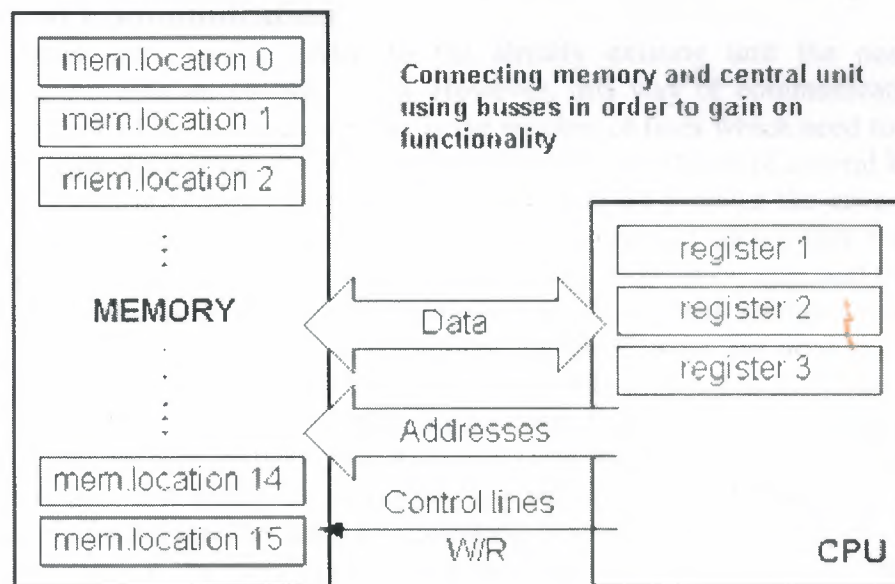 mem.location 0
mem.location 1
mem.location 2
MEMORY
mem.location 14
mem.location 15
Connecting memory and central unit
using busses in order to gain on
functionality
Data
Addresses
Control lines
W/R
register 1
register 2
register 3
CPU